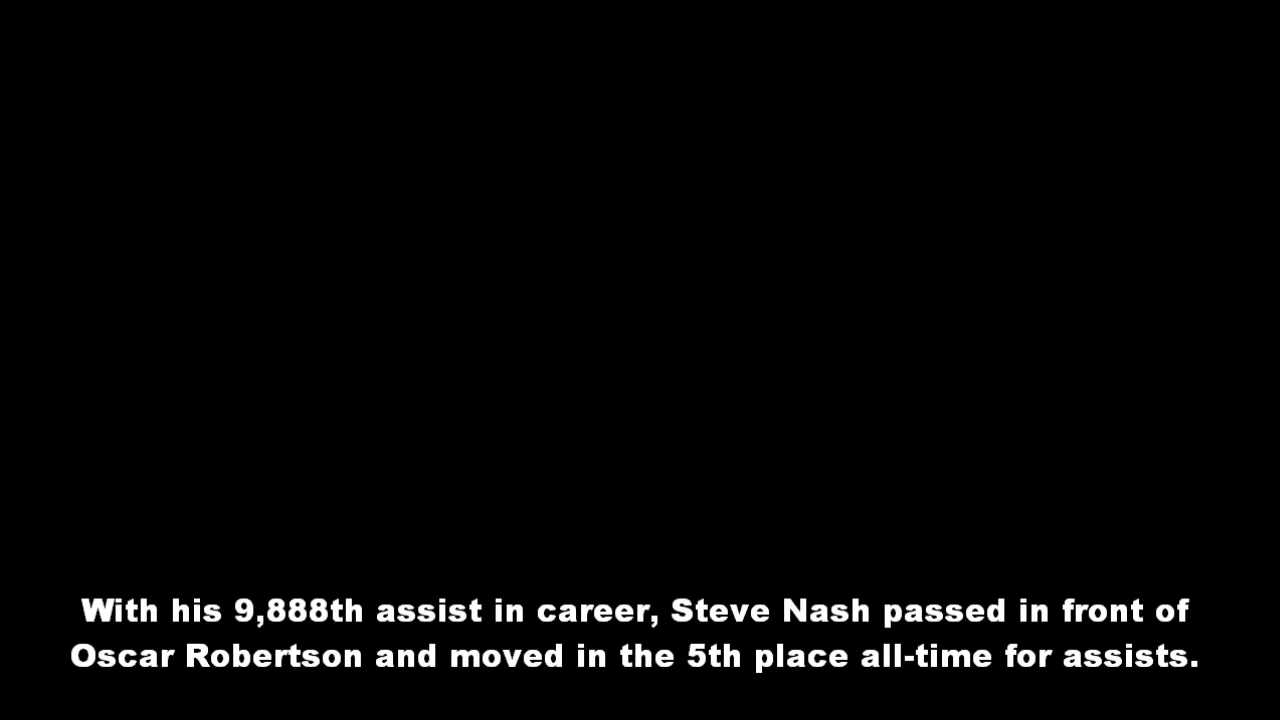 With his 9,888th assist in career, Steve Nash passed in front of
Oscar Robertson and moved in the 5th place all-time for assists.